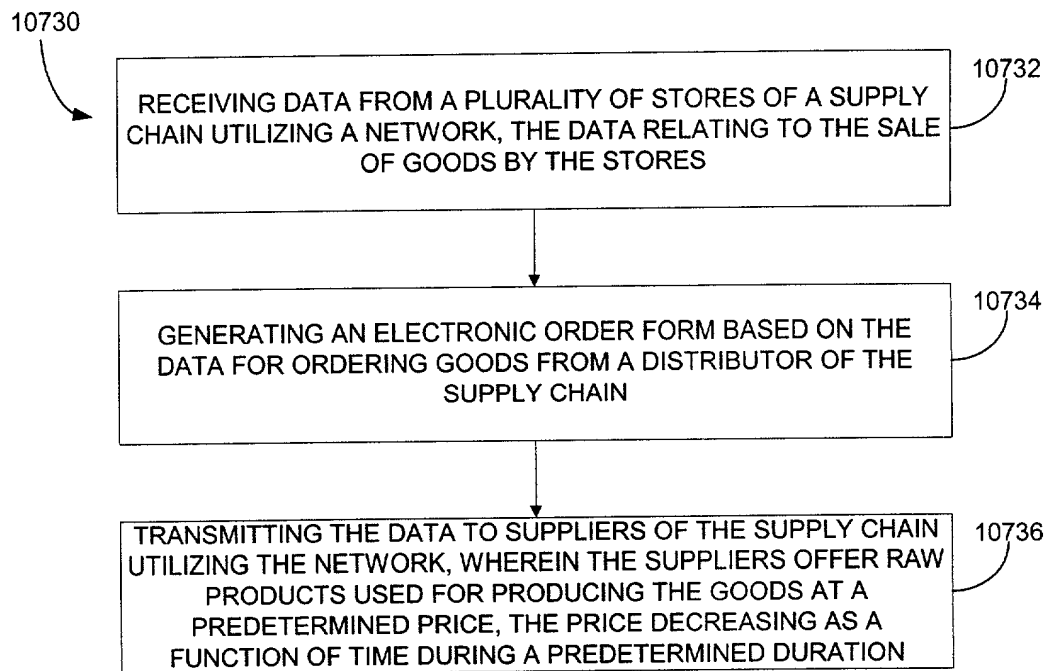 10730
10732
RECEIVING DATA FROM A PLURALITY OF STORES OF A SUPPLY
CHAIN UTILIZING A NETWORK, THE DATA RELATING TO THE SALE
OF GOODS BY THE STORES
10734
GENERATING AN ELECTRONIC ORDER FORM BASED ON THE
DATA FOR ORDERING GOODS FROM A DISTRIBUTOR OF THE
SUPPLY CHAIN
10736
TRANSMITTING THE DATA TO SUPPLIERS OF THE SUPPLY CHAIN
UTILIZING THE NETWORK, WHEREIN THE SUPPLIERS OFFER RAW
PRODUCTS USED FOR PRODUCING THE GOODS AT A
PREDETERMINED PRICE, THE PRICE DECREASING AS A
FUNCTION OF TIME DURING A PREDETERMINED DURATION